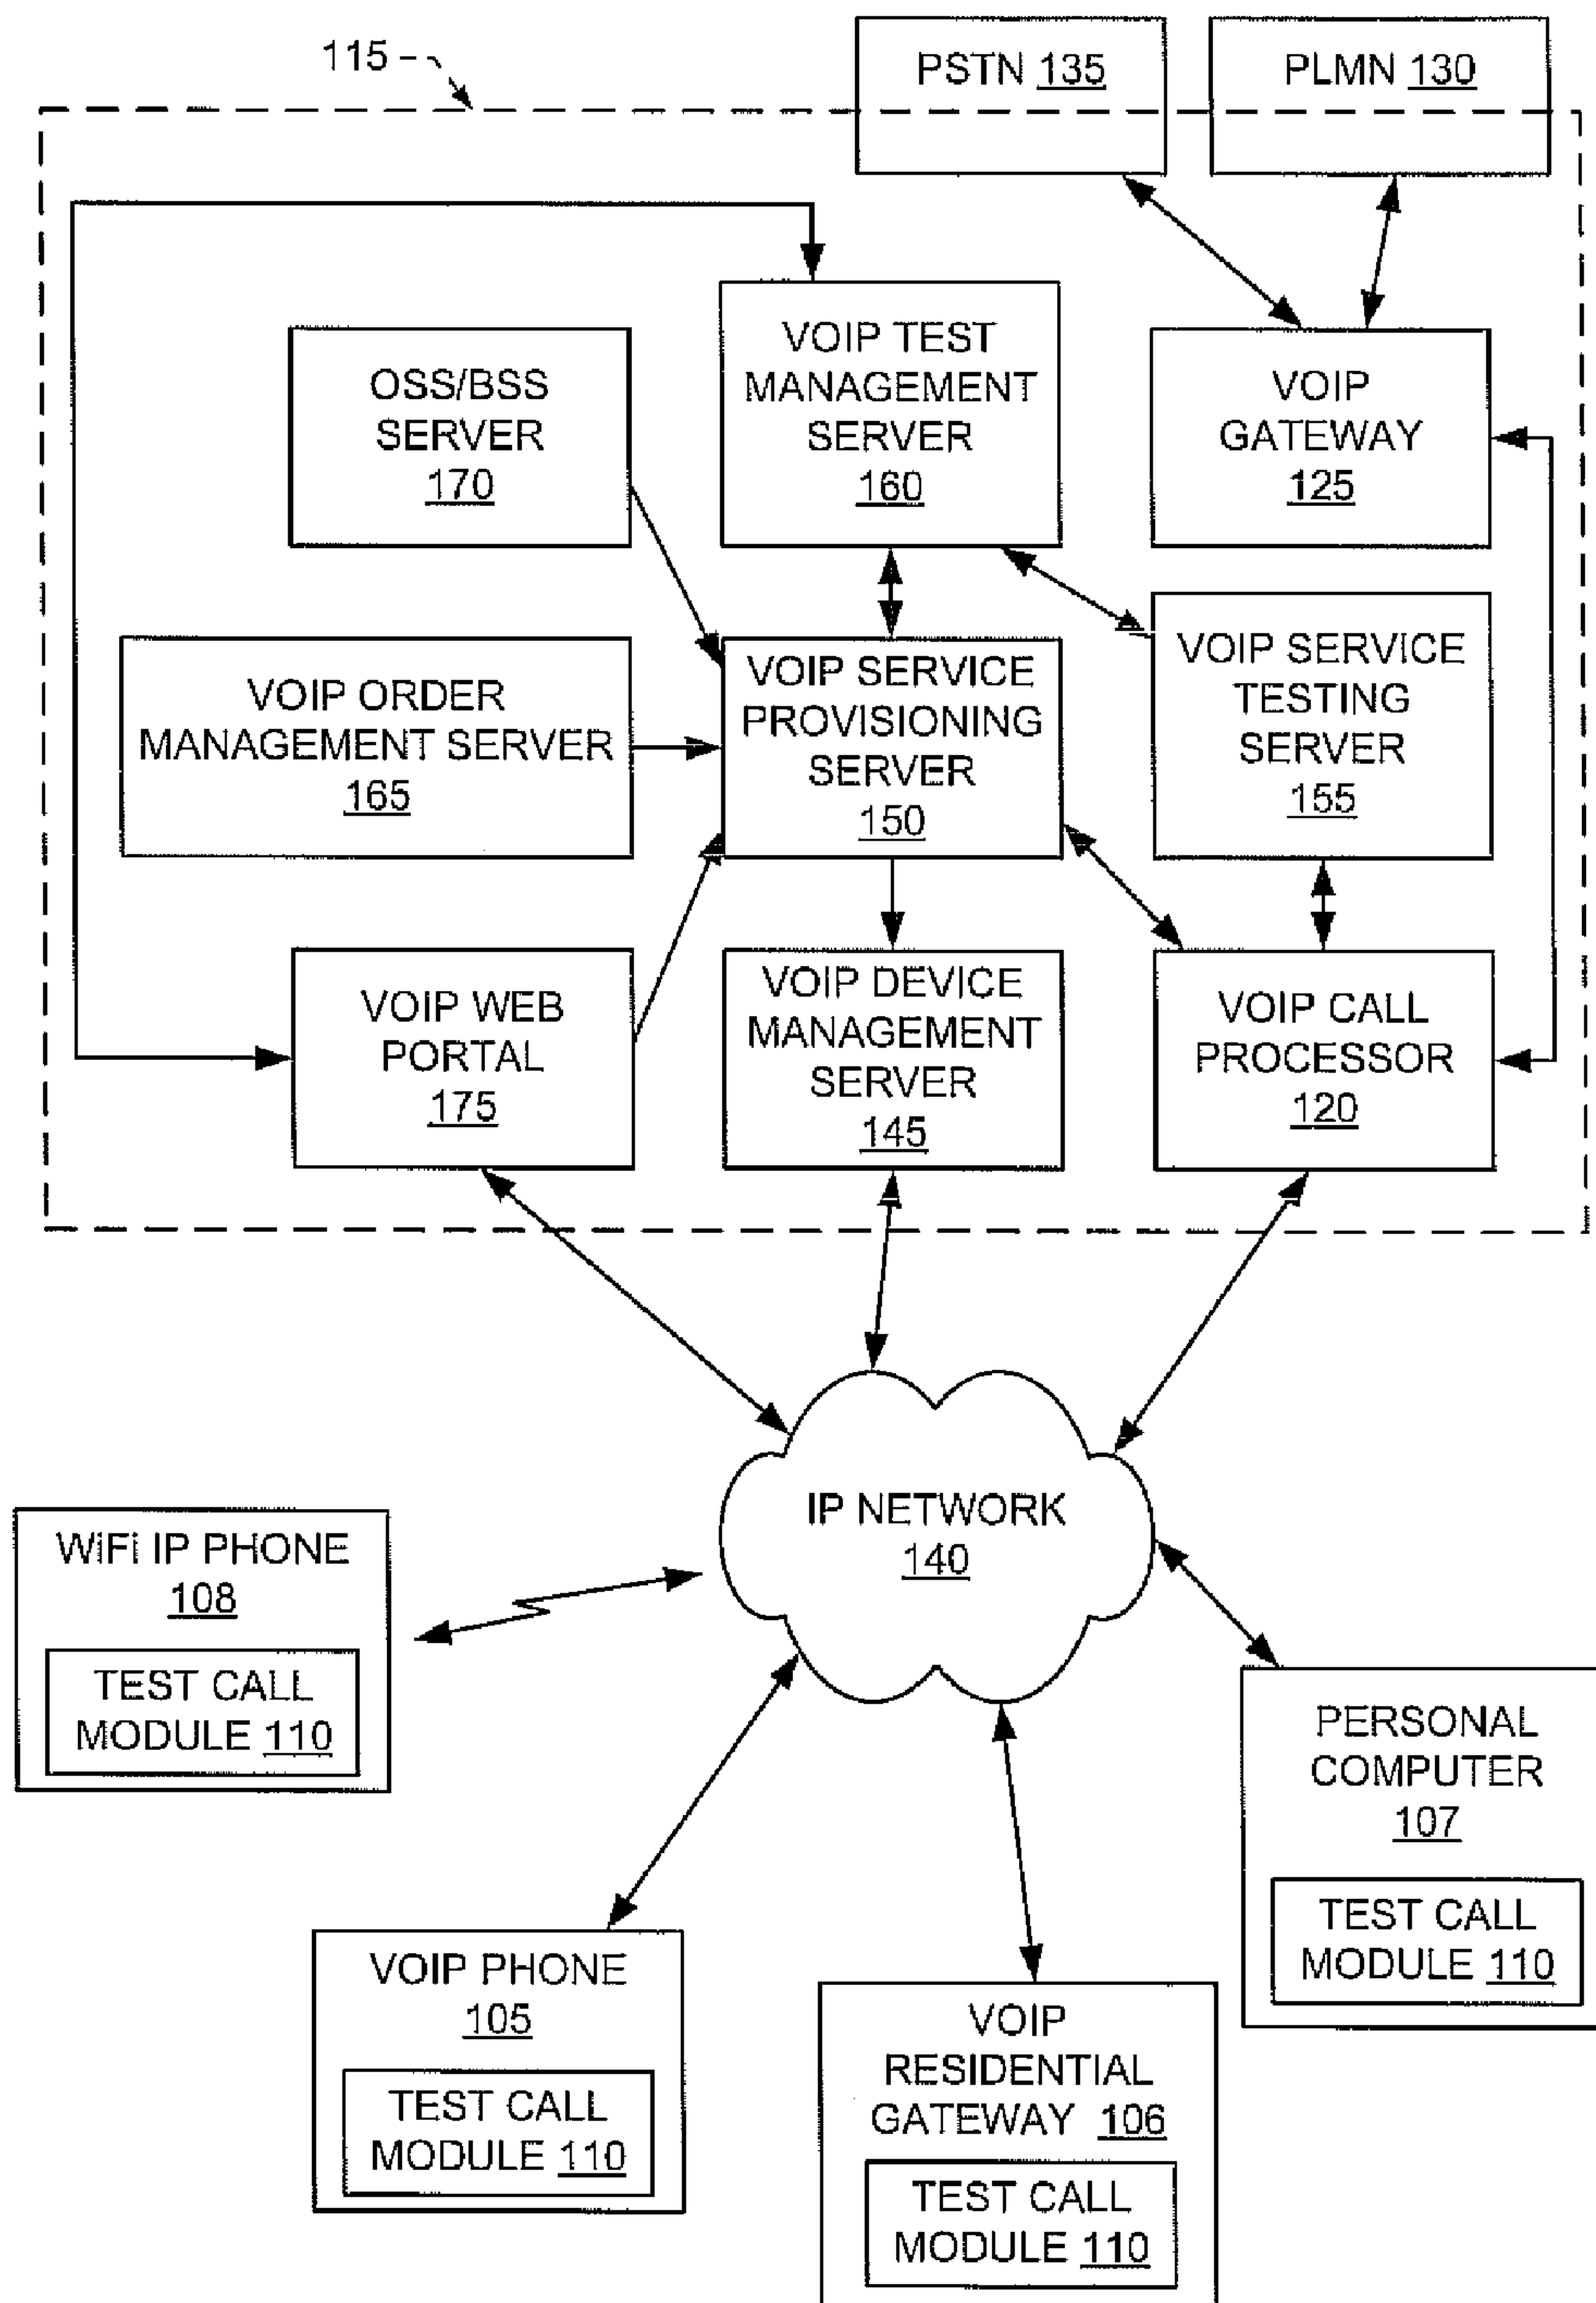 115
PSTN 135
PLMN 130
VOIP TEST
MANAGEMENT
SERVER
160
OSS/BSS
SERVER
170
VOIP
GATEWAY
125
VOIP ORDER
MANAGEMENT SERVER
165
VOIP SERVICE
PROVISIONING
SERVER
150
VOIP SERVICE
TESTING
SERVER
155
VOIP WEB
PORTAL
175
VOIP DEVICE
MANAGEMENT
SERVER
145
VOIP CALL
PROCESSOR
120
IP NETWORK
140
WiFi IP PHONE
108
TEST CALL
MODULE 110
PERSONAL
COMPUTER
107
TEST CALL
MODULE 110
VOIP PHONE
105
TEST CALL
MODULE 110
VOIP
RESIDENTIAL
GATEWAY 106
TEST CALL
MODULE 110